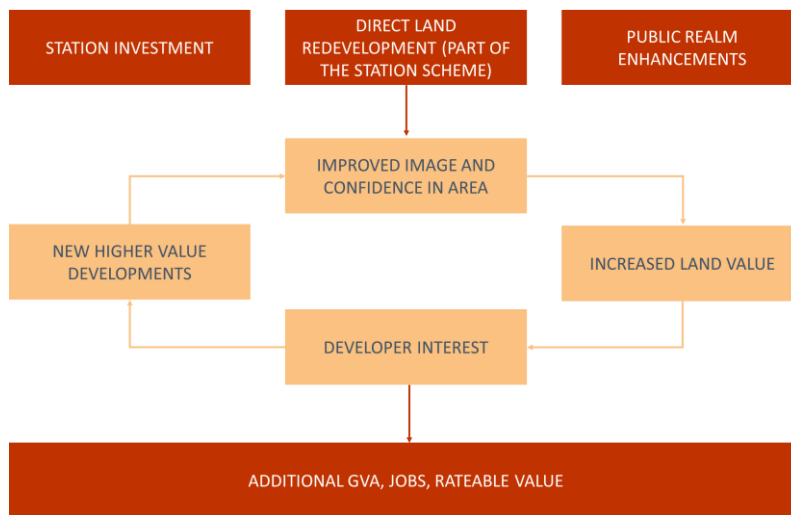 STATION INVESTMENT
DIRECT LAND
REDEVELOPMENT (PART OF
THE STATION SCHEME)
PUBLIC REALM
ENHANCEMENTS
IMPROVED IMAGE AND
CONFIDENCE IN AREA
NEW HIGHER VALUE
DEVELOPMENTS
INCREASED LAND VALUE
DEVELOPER INTEREST
ADDITIONAL GVA, JOBS, RATEABLE VALUE